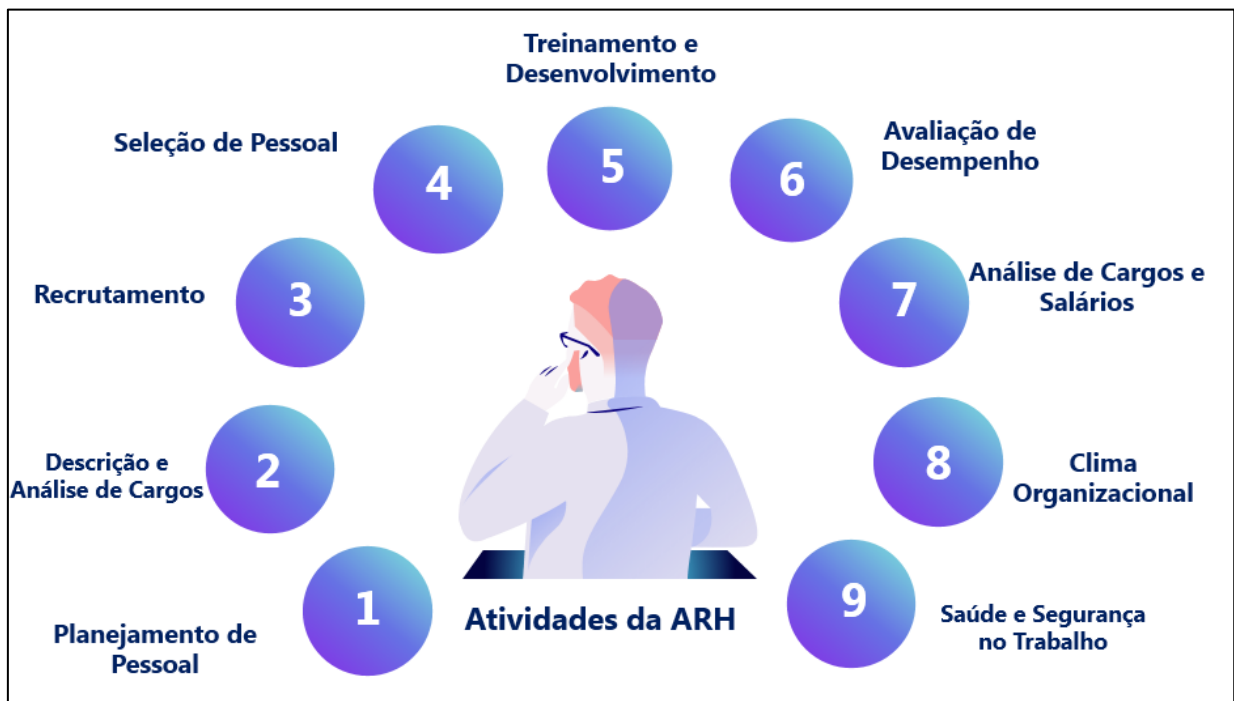 Treinamento e
Desenvolvimento
5
Seleção de Pessoal
4
Avaliação de
Desempenho
6
Recrutamento
3
Análise de Cargos e
Salários
7
Descrição e
Análise de Cargos
2
Clima
Organizacional
8
Planejamento de
Pessoal
1
Atividades da ARH
9
Saúde e Segurança
no Trabalho